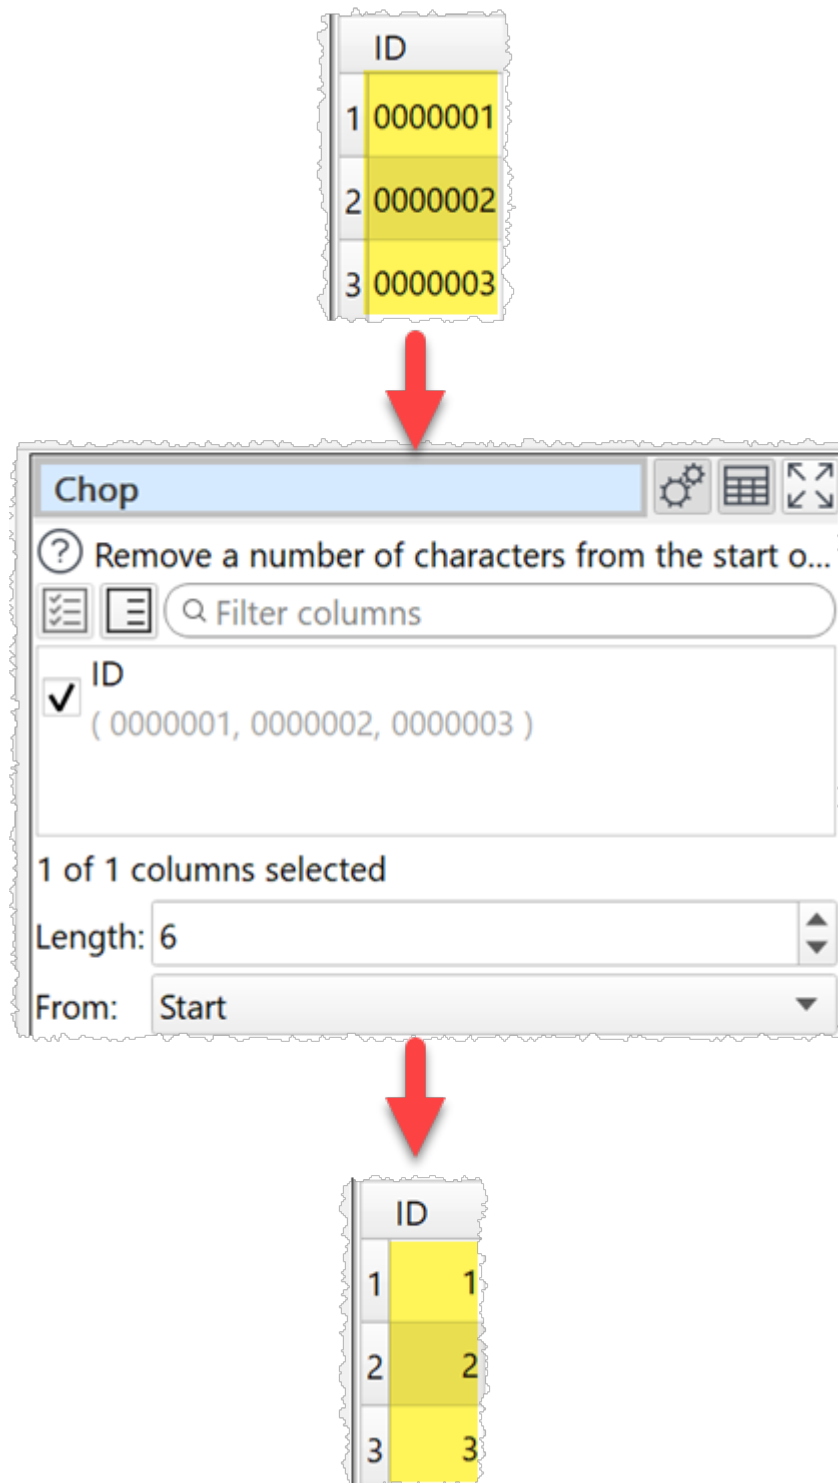 ID
1 0000001
2 0000002
3 0000003
Chop
? Remove a number of characters from the start o...
Filter columns
ID
( 0000001, 0000002, 0000003 )
1 of 1 columns selected
Length: 6
From: Start
ID
1 1
2 2
3 3